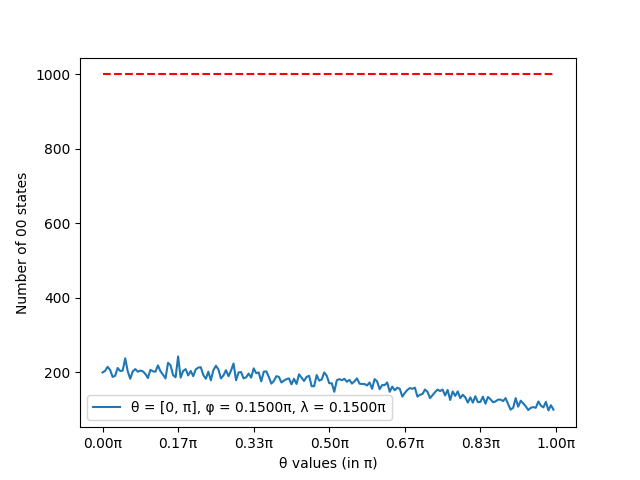 1000
800
600
400
200
Number of 00 states
θ = [0, π], φ = 0.1500π, λ = 0.1500π
0.00π 0.17π 0.33π 0.50π 0.67π 0.83π 1.00π
θ values (in π)